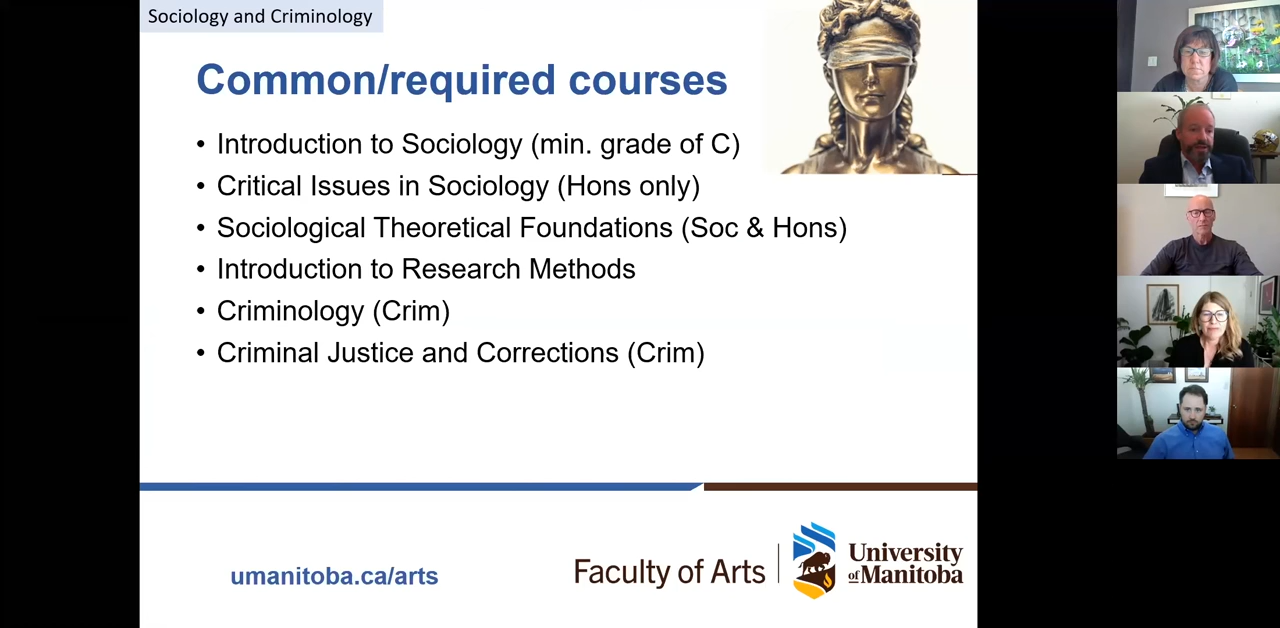 Sociology and Criminology
Common/required courses
• Introduction to Sociology (min. grade of C)
• Critical Issues in Sociology (Hons only)
• Sociological Theoretical Foundations (Soc & Hons)
• Introduction to Research Methods
• Criminology (Crim)
• Criminal Justice and Corrections (Crim)
umanitoba.ca/arts
Faculty of Arts
University
of Manitoba